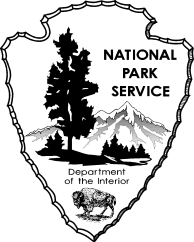 NATIONAL
PARK
SERVICE
Department
of the Interior